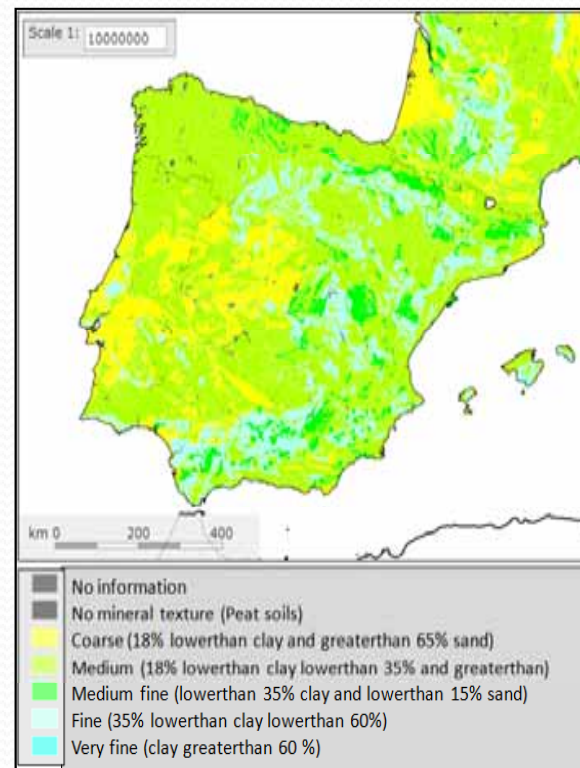 Scale 1: 10000000
km 0 200 400
No information
No mineral texture (Peat soils)
Coarse (18% lowerthan clay and greaterthan 65% sand)
Medium (18% lowerthan clay lowerthan 35% and greaterthan)
Medium fine (lowerthan 35% clay and lowerthan 15% sand)
Fine (35% lowerthan clay lowerthan 60%)
Very fine (clay greaterthan 60 %)